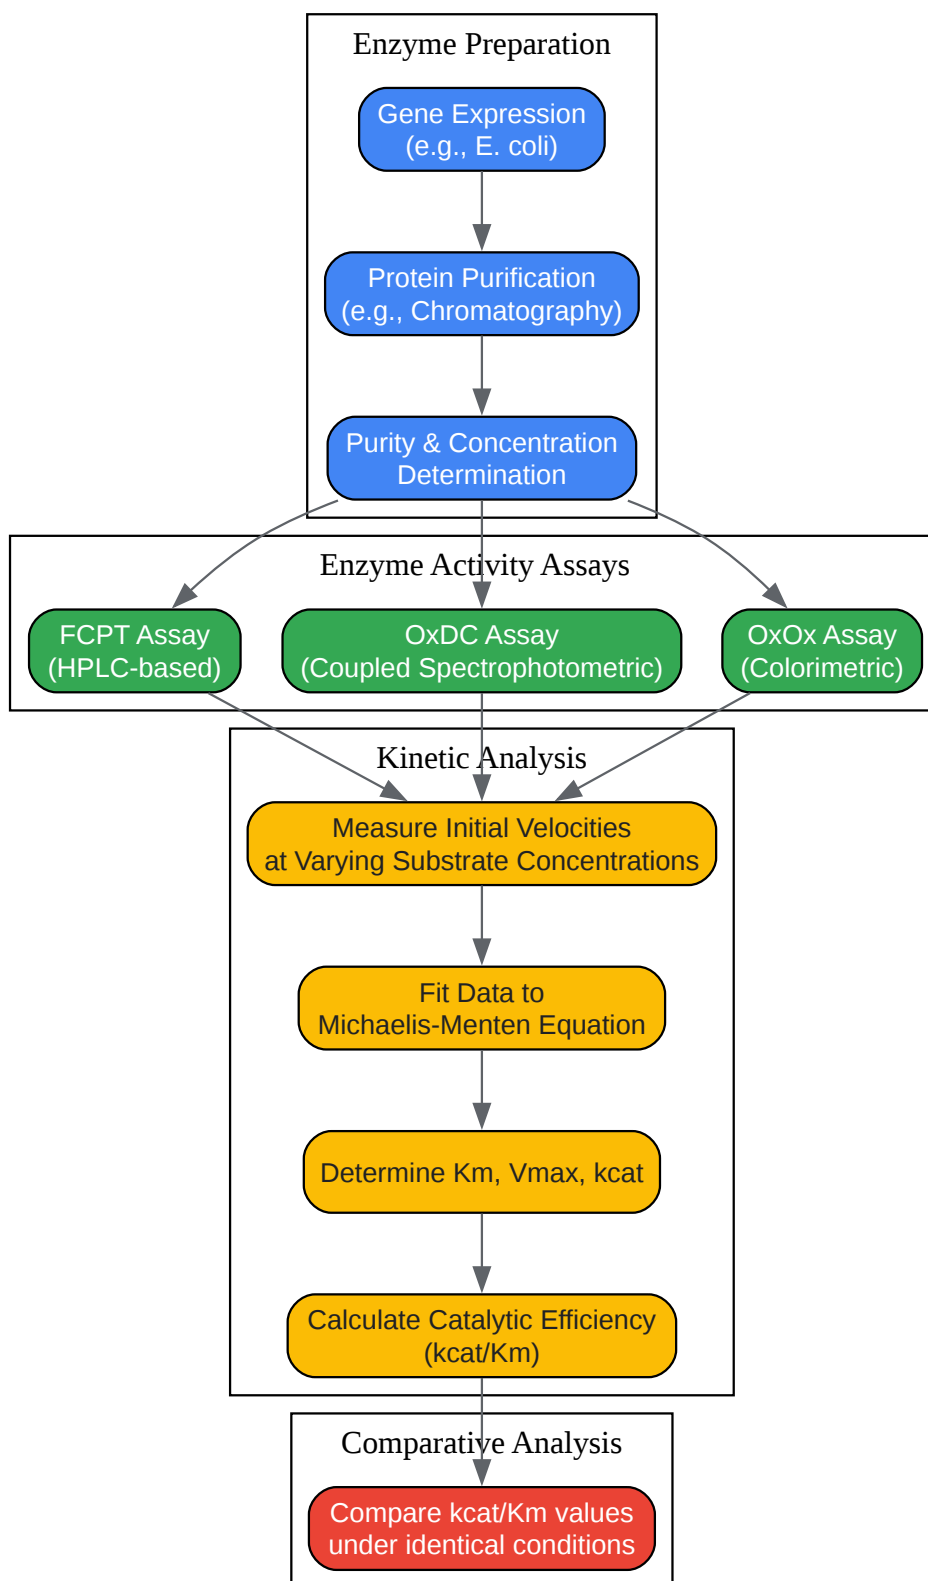 Enzyme Preparation
Gene Expression
(e.g., E. coli)
Protein Purification
(e.g., Chromatography)
Purity & Concentration
Determination
Enzyme Activity Assays
FCPT Assay
(HPLC-based)
OxDC Assay
(Coupled Spectrophotometric)
OxOx Assay
(Colorimetric)
Kinetic Analysis
Measure Initial Velocities
at Varying Substrate Concentrations
Fit Data to
Michaelis-Menten Equation
Determine Km, Vmax, kcat
Calculate Catalytic Efficiency
(kcat/Km)
Comparative Analysis
Compare kcat/Km values
under identical conditions